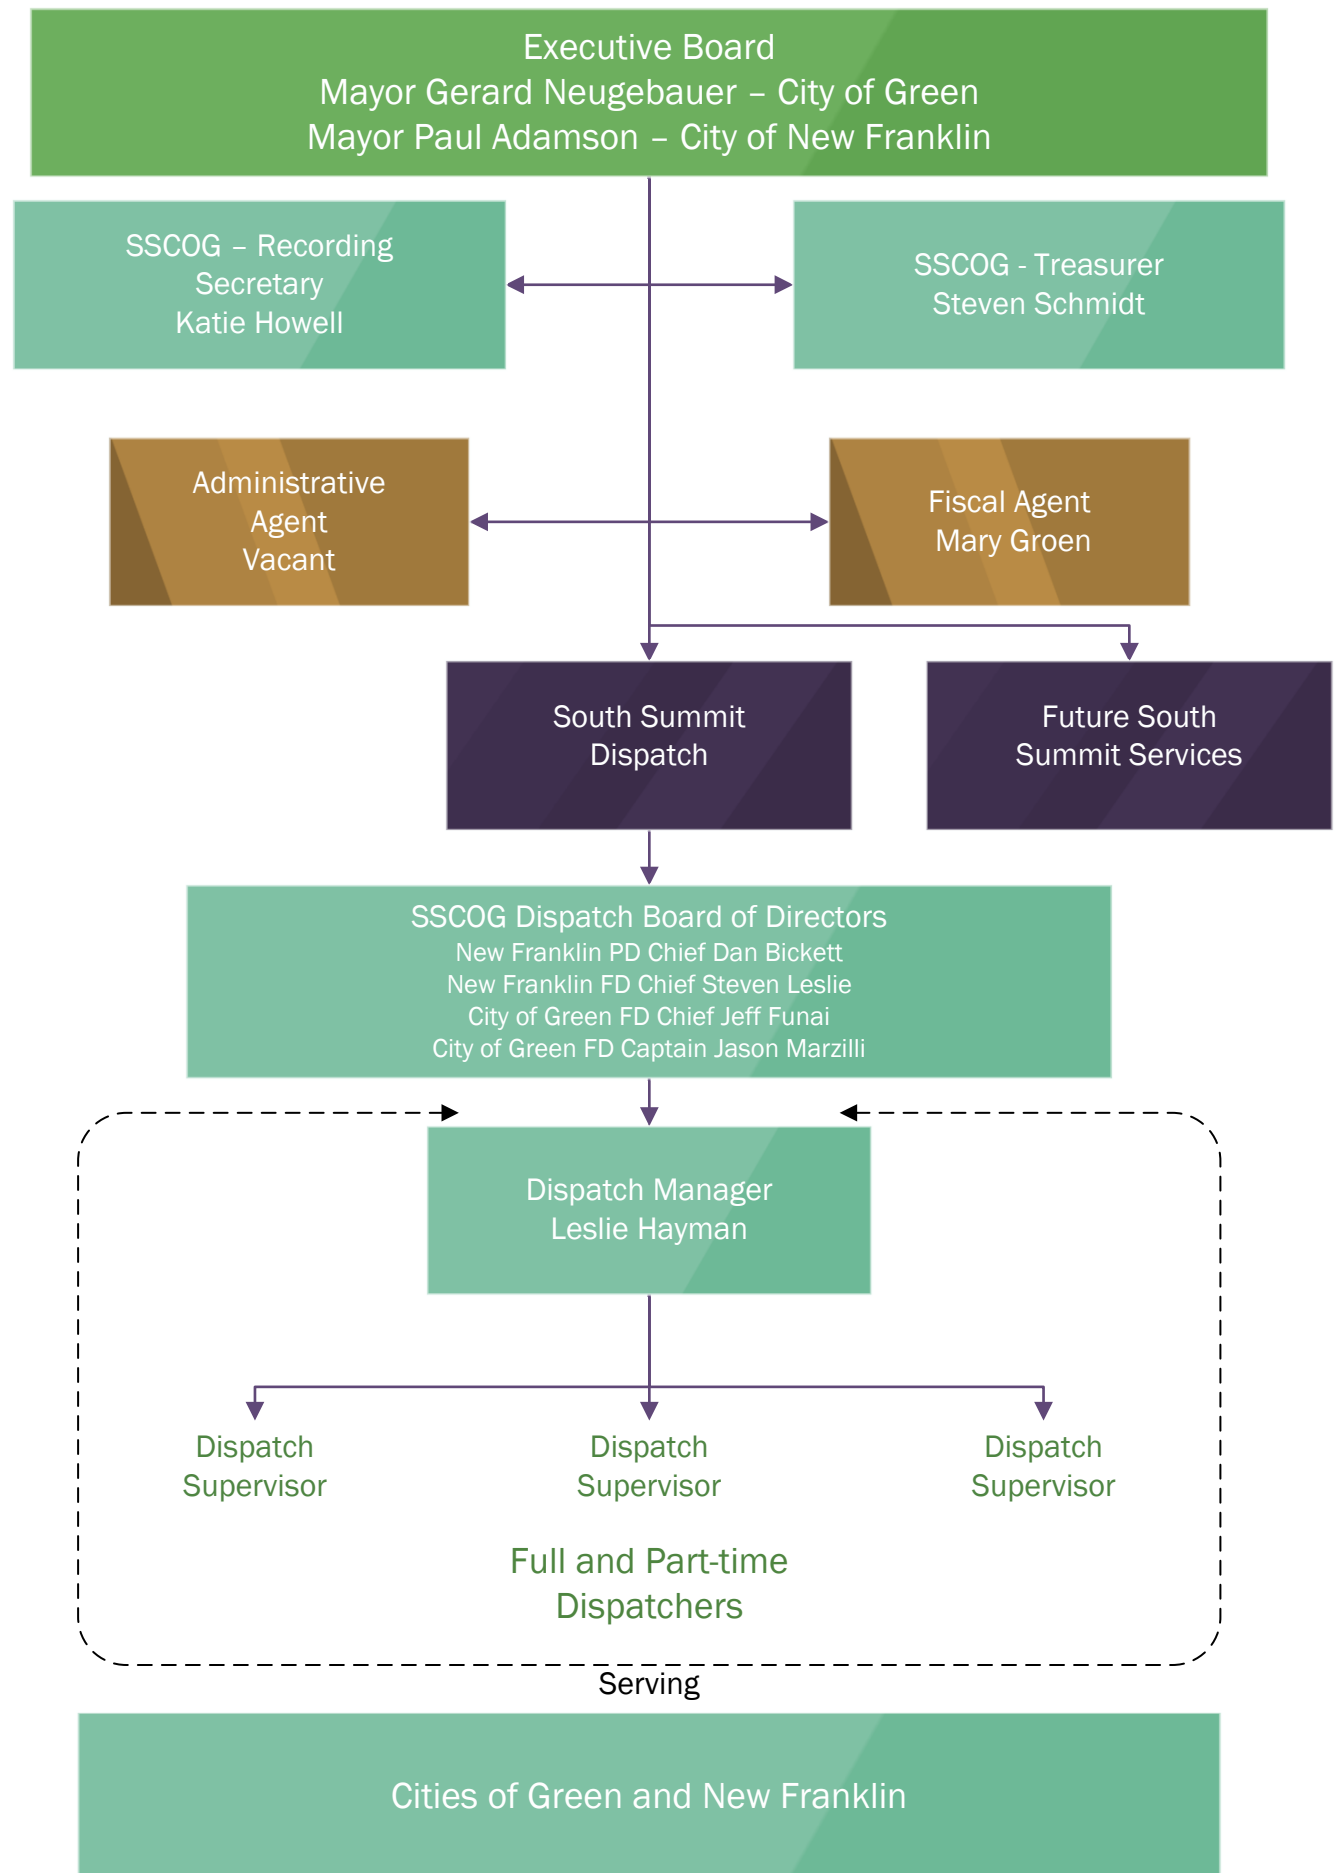 Executive Board
Mayor Gerard Neugebauer – City of Green
Mayor Paul Adamson – City of New Franklin
SSCOG – Recording
Secretary
Katie Howell
SSCOG - Treasurer
Steven Schmidt
Administrative
Agent
Vacant
Fiscal Agent
Mary Groen
South Summit
Dispatch
Future South
Summit Services
SSCOG Dispatch Board of Directors
New Franklin PD Chief Dan Bickett
New Franklin FD Chief Steven Leslie
City of Green FD Chief Jeff Funai
City of Green FD Captain Jason Marzilli
Dispatch Manager
Leslie Hayman
Dispatch
Supervisor
Dispatch
Supervisor
Dispatch
Supervisor
Full and Part-time
Dispatchers
Serving
Cities of Green and New Franklin